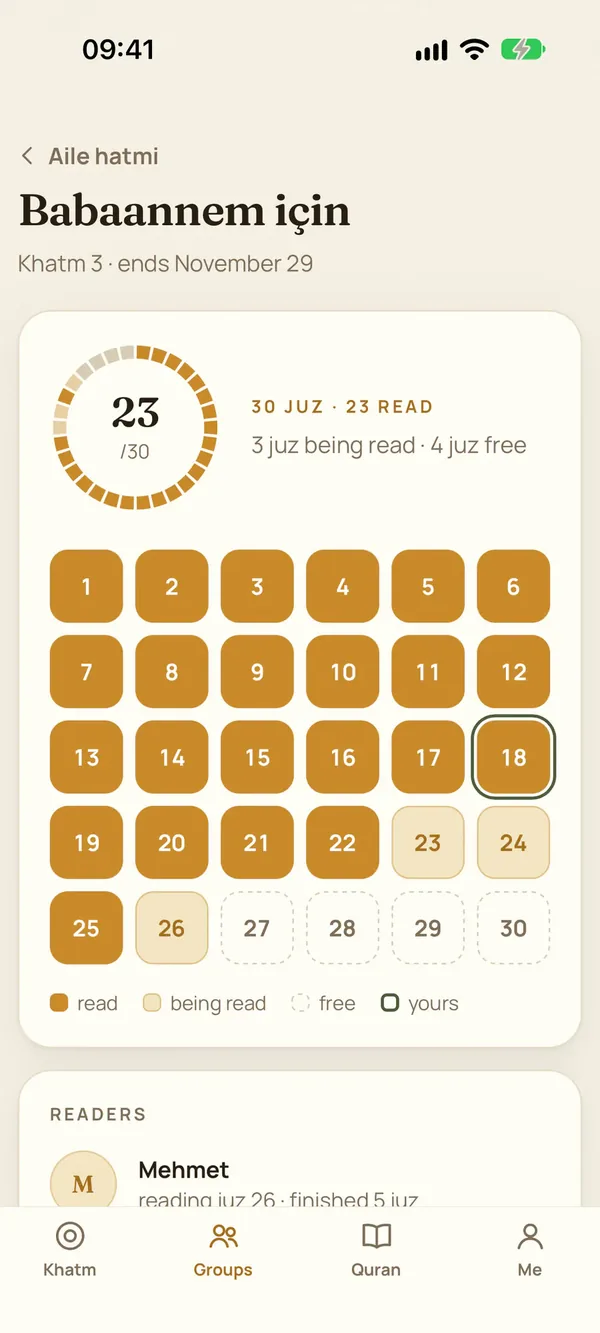 09:41
Aile hatmi
Babaannem için
Khatm 3 · ends November 29
23
/30
30 JUZ · 23 READ
3 juz being read · 4 juz free
1 2 3 4 5 6
7 8 9 10 11 12
13 14 15 16 17 18
19 20 21 22 23 24
25 26 27 28 29 30
read being read free yours
READERS
M
Mehmet
reading juz 26 · finished 5 juz
Khatm Groups Quran Me